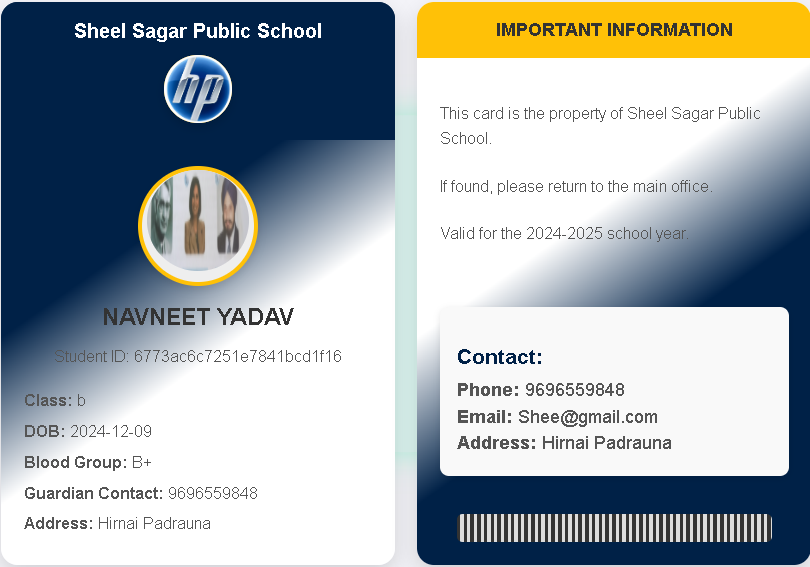 Sheel Sagar Public School
hp
NAVNEET YADAV
Student ID: 6773ac6c7251e7841bcd1f16
Class: b
DOB: 2024-12-09
Blood Group: B+
Guardian Contact: 9696559848
Address: Hirnai Padrauna
IMPORTANT INFORMATION
This card is the property of Sheel Sagar Public
School.
If found, please return to the main office.
Valid for the 2024-2025 school year.
Contact:
Phone: 9696559848
Email: Shee@gmail.com
Address: Hirnai Padrauna